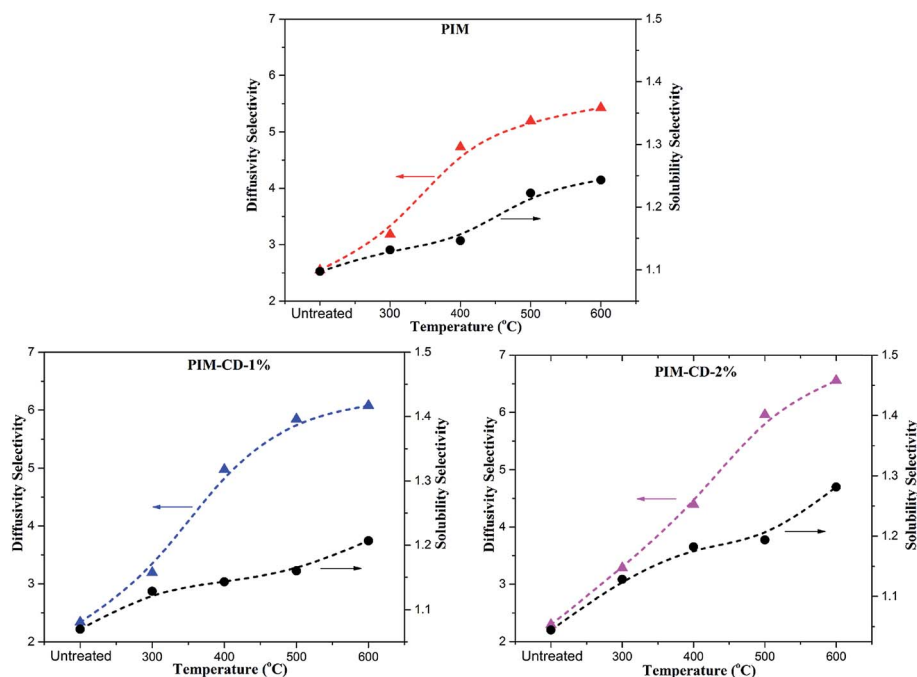 PIM
Diffusivity Selectivity
7
6
5
4
3
2
Solubility Selectivity
1.5
1.4
1.3
1.2
1.1
Untreated 300 400 500 600
Temperature (°C)
PIM-CD-1%
Diffusivity Selectivity
7
6
5
4
3
2
Solubility Selectivity
1.5
1.4
1.3
1.2
1.1
Untreated 300 400 500 600
Temperature (°C)
PIM-CD-2%
Diffusivity Selectivity
7
6
5
4
3
2
Solubility Selectivity
1.5
1.4
1.3
1.2
1.1
Untreated 300 400 500 600
Temperature (°C)